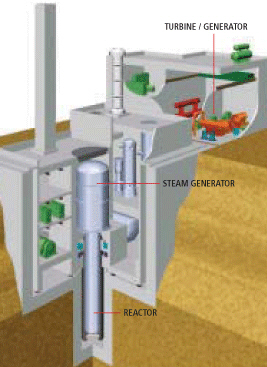 TURBINE / GENERATOR
STEAM GENERATOR
REACTOR